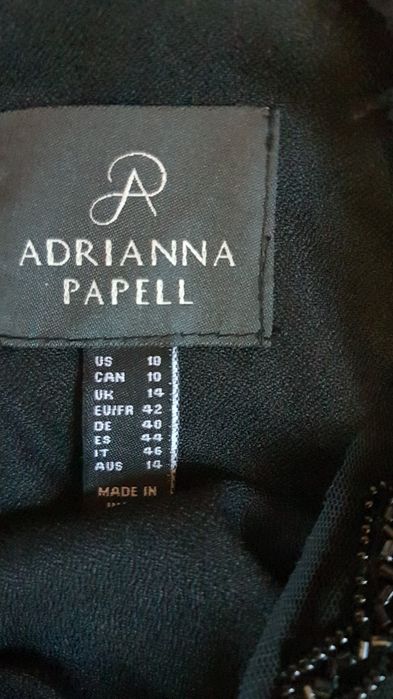 ADRIANNA
PAPELL
US 10
CAN 10
UK 14
EU/FR 42
DE 40
ES 44
IT 46
AUS 14
MADE IN